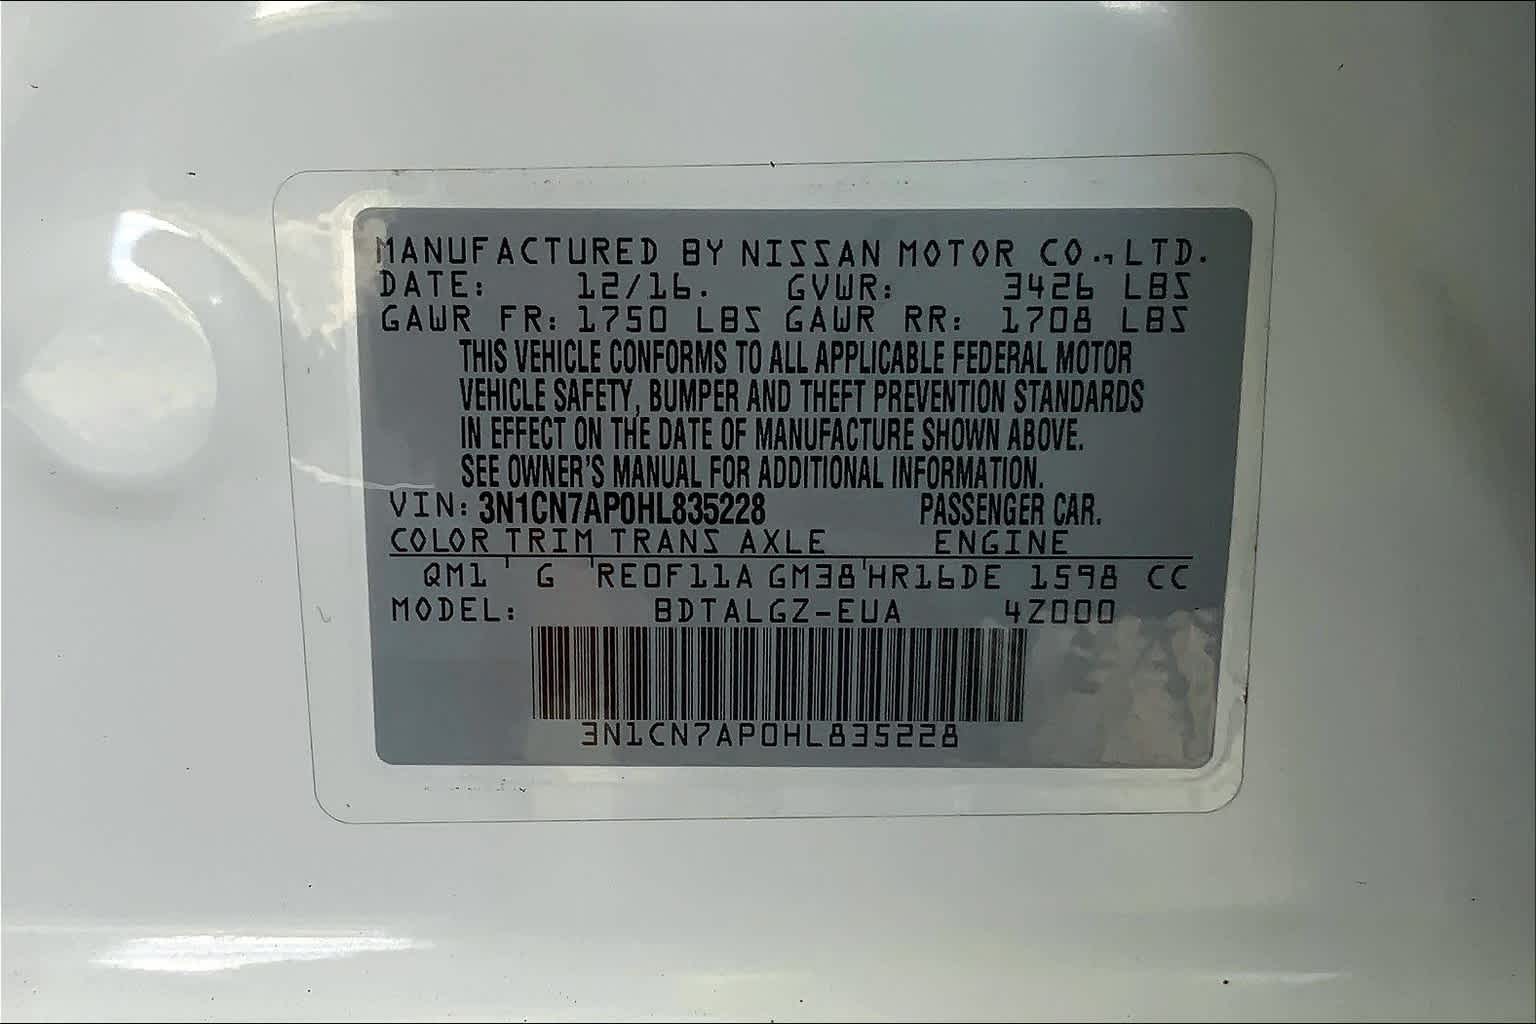 MANUFACTURED BY NISSAN MOTOR CO.,LTD.
DATE: 12/16. GVWR: 3426 LBS
GAWR FR: 1750 LBS GAWR RR: 1708 LBS
THIS VEHICLE CONFORMS TO ALL APPLICABLE FEDERAL MOTOR
VEHICLE SAFETY, BUMPER AND THEFT PREVENTION STANDARDS
IN EFFECT ON THE DATE OF MANUFACTURE SHOWN ABOVE.
SEE OWNER'S MANUAL FOR ADDITIONAL INFORMATION.
VIN: 3N1CN7AP0HL835228 PASSENGER CAR.
COLOR TRIM TRANS AXLE ENGINE
QM1 G RE0F11A GM38 HR16DE 1598 CC
MODEL: BDTALGZ-EUA 4Z000
3N1CN7AP0HL835228